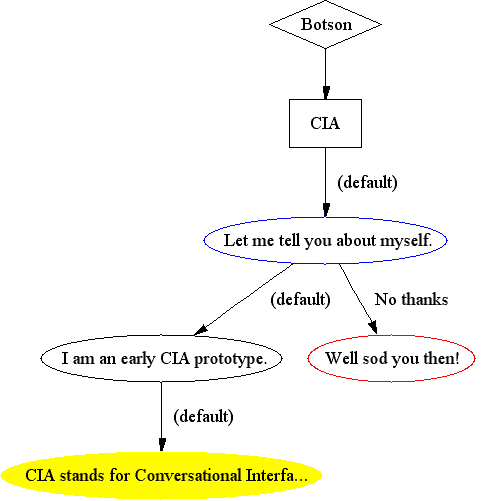 Botson
CIA
(default)
Let me tell you about myself.
(default)
No thanks
I am an early CIA prototype.
Well sod you then!
(default)
CIA stands for Conversational Interfa...